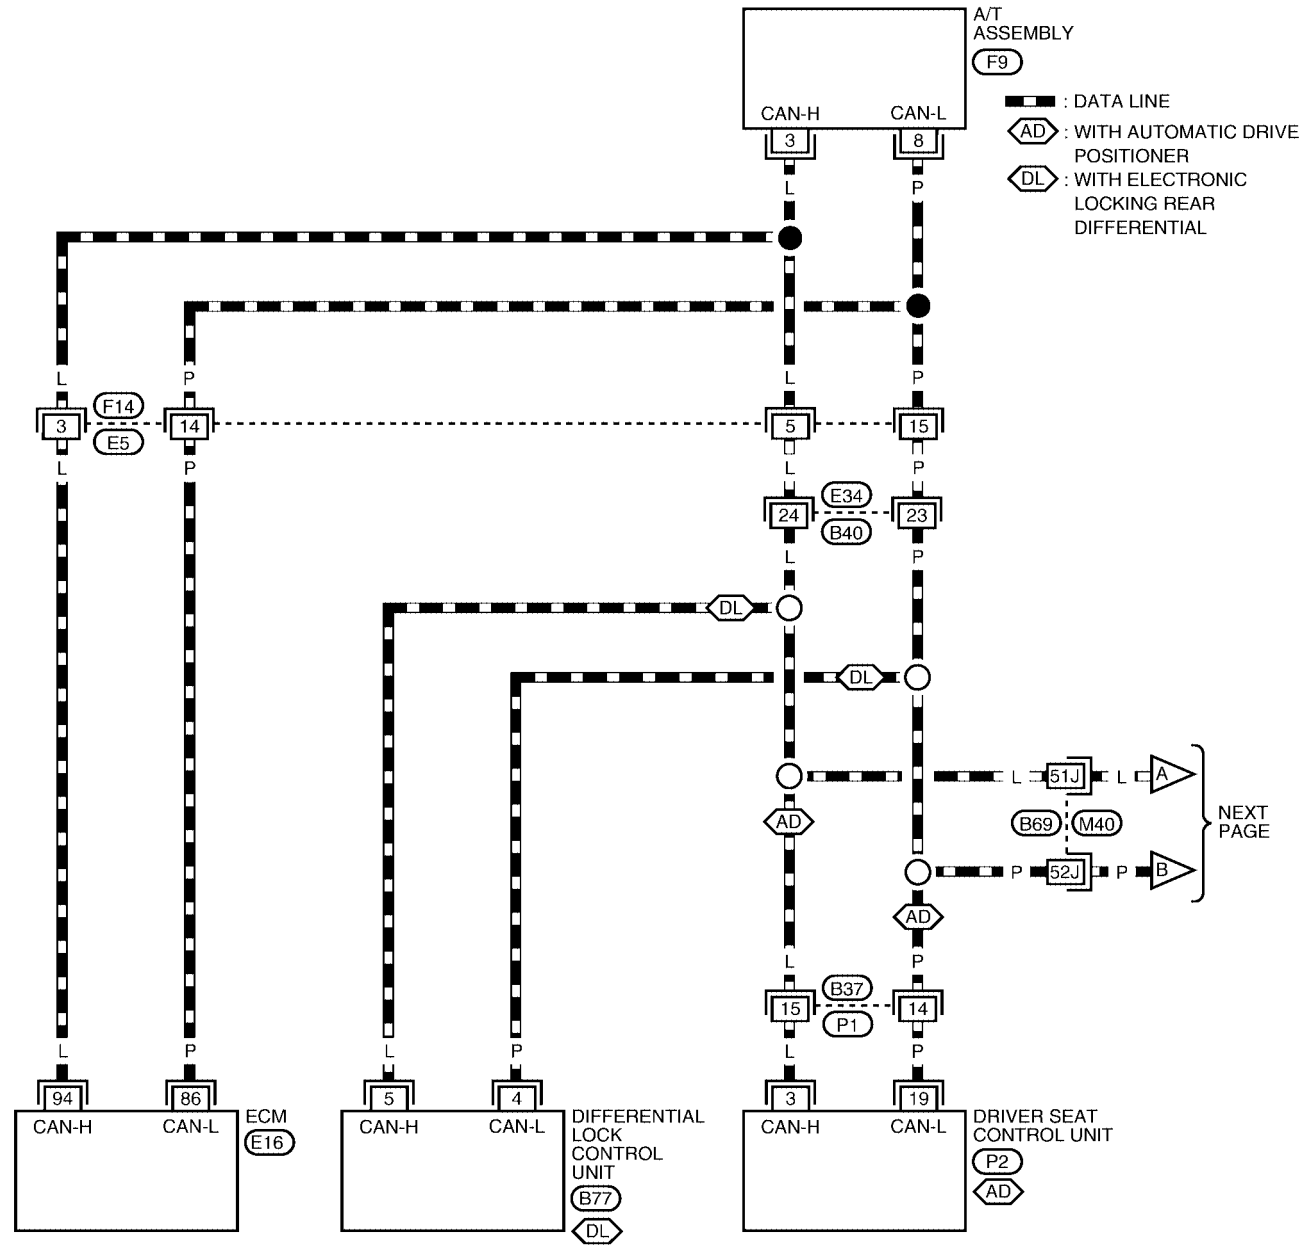 A/T
ASSEMBLY
F9
CAN-H
CAN-L
3
8
: DATA LINE
AD : WITH AUTOMATIC DRIVE
POSITIONER
DL : WITH ELECTRONIC
LOCKING REAR
DIFFERENTIAL
L
P
L
P
L
P
F14
3
14
5
15
E5
L
P
L
P
E34
24
23
B40
L
P
DL
DL
L
51J
L
A
AD
B69
M40
NEXT
PAGE
P
52J
P
B
AD
L
P
B37
15
14
P1
L
P
L
P
L
P
94
86
5
4
3
19
CAN-H
CAN-L
ECM
E16
CAN-H
CAN-L
DIFFERENTIAL
LOCK
CONTROL
UNIT
B77
DL
CAN-H
CAN-L
DRIVER SEAT
CONTROL UNIT
P2
AD